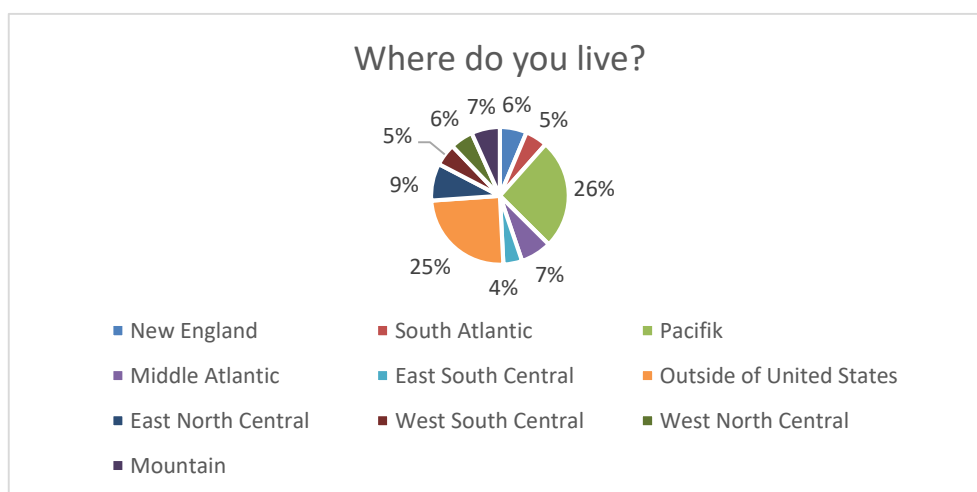 Where do you live?
7% 6%
6% 5%
5%
26%
9%
25% 7%
4%
New England South Atlantic Pacifik
Middle Atlantic East South Central Outside of United States
East North Central West South Central West North Central
Mountain